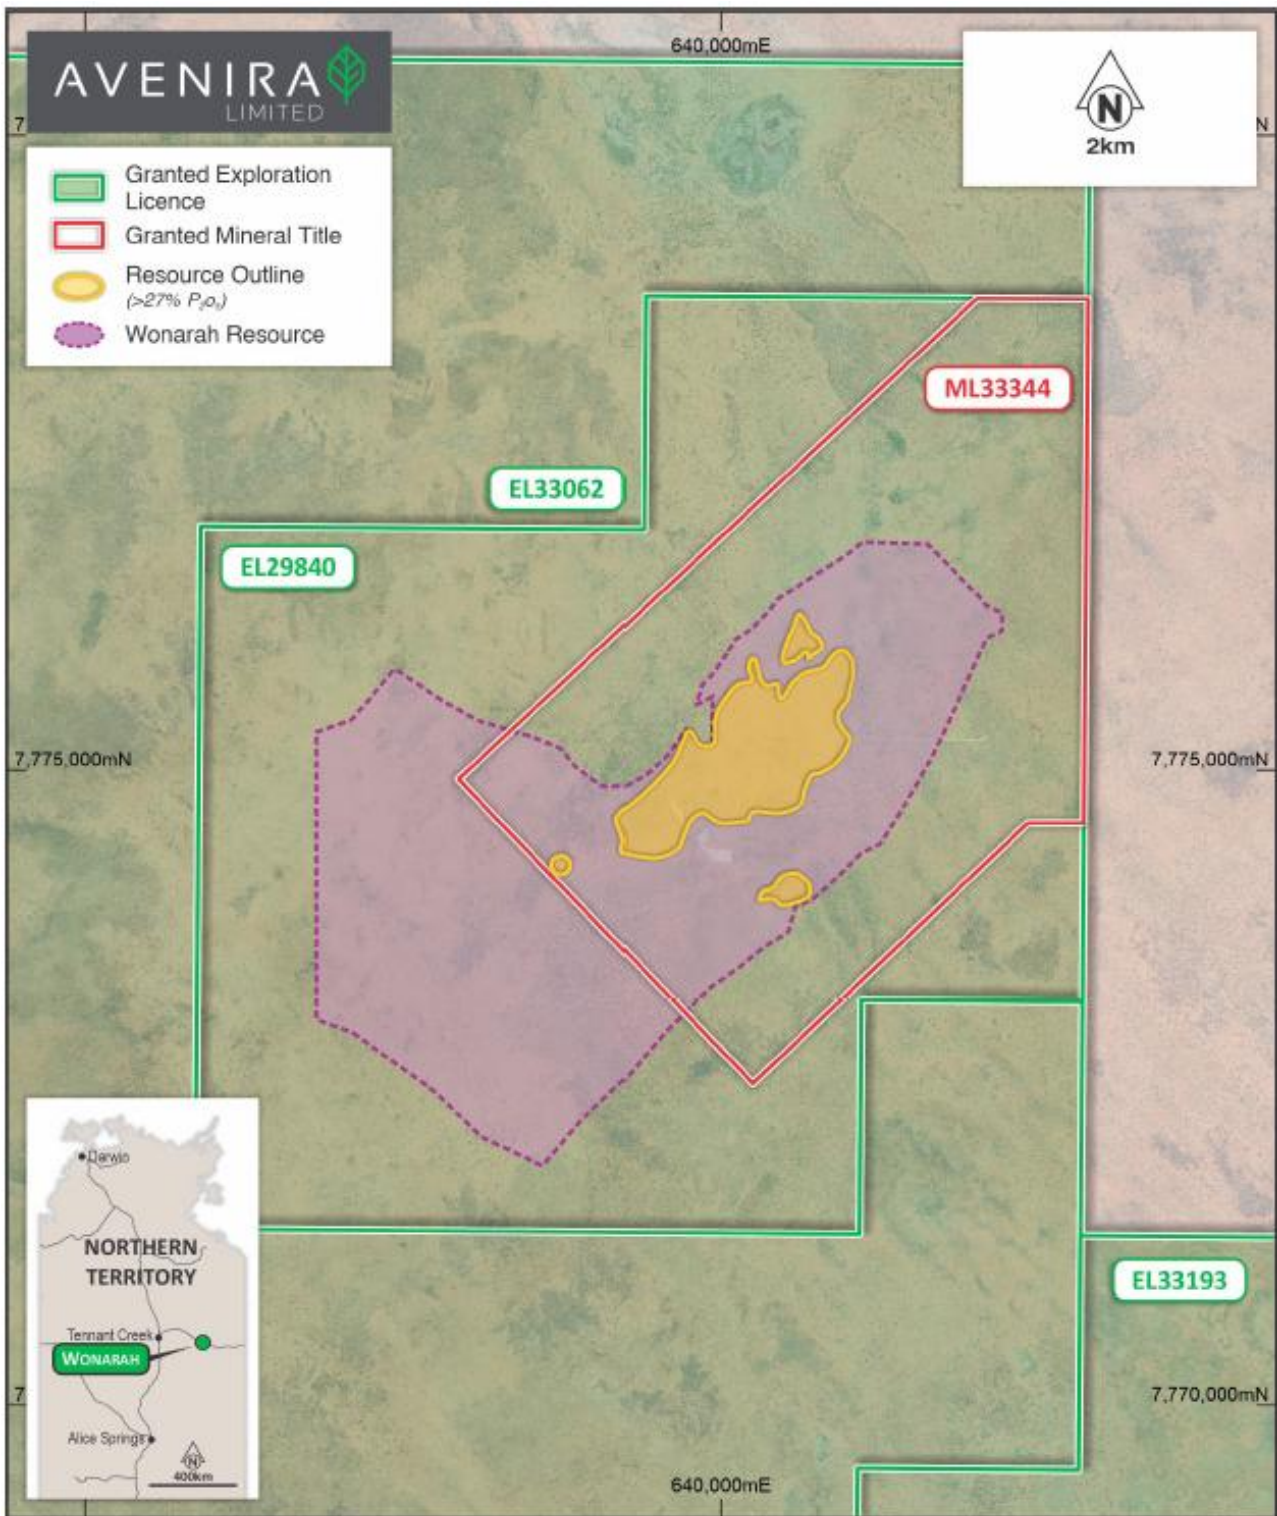 640,000mE
AVENIRA
LIMITED
N
2km
7
N
Granted Exploration
Licence
Granted Mineral Title
Resource Outline
(>27% P₂O₅)
Wonarah Resource
ML33344
EL33062
EL29840
7,775,000mN
7,775,000mN
Darwin
NORTHERN
TERRITORY
EL33193
Tennant Creek
WONARAH
7
7,770,000mN
Alice Springs
N
400km
640,000mE